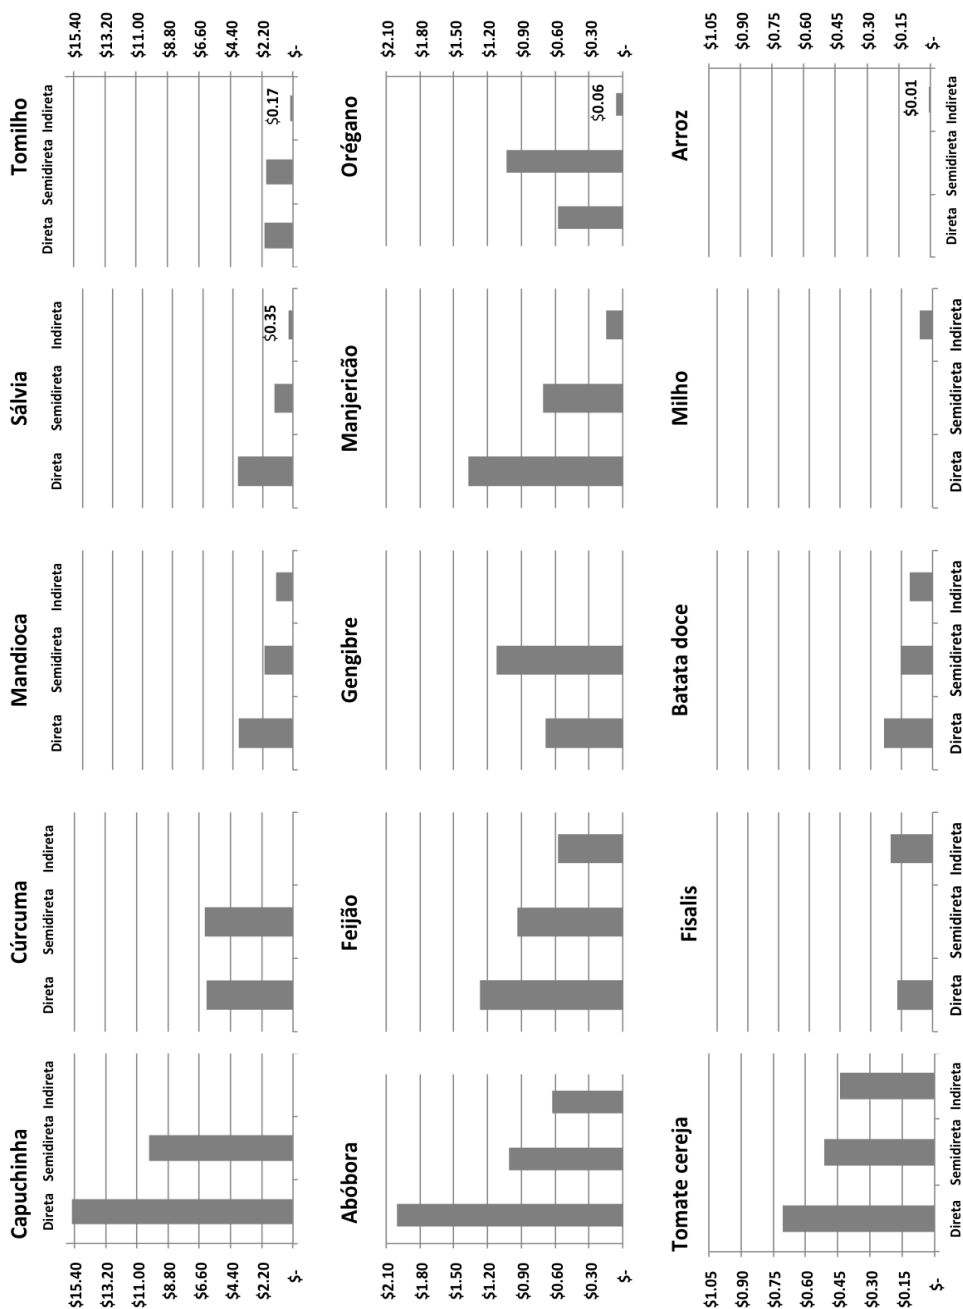 Capuchinha
Cúrcuma
Mandioca
Sálvia
Tomilho
Direta Semidireta Indireta
Direta Semidireta Indireta
Direta Semidireta Indireta
Direta Semidireta Indireta
Direta Semidireta Indireta
$15.40
$13.20
$11.00
$8.80
$6.60
$4.40
$2.20
$-
$0.35
$0.17
$15.40
$13.20
$11.00
$8.80
$6.60
$4.40
$2.20
$-
Abóbora
Feijão
Gengibre
Manjericão
Orégano
$2.10
$1.80
$1.50
$1.20
$0.90
$0.60
$0.30
$-
$0.06
$2.10
$1.80
$1.50
$1.20
$0.90
$0.60
$0.30
$-
Tomate cereja
Fisalis
Batata doce
Milho
Arroz
$1.05
$0.90
$0.75
$0.60
$0.45
$0.30
$0.15
$-
$0.01
$1.05
$0.90
$0.75
$0.60
$0.45
$0.30
$0.15
$-
Direta Semidireta Indireta
Direta Semidireta Indireta
Direta Semidireta Indireta
Direta Semidireta Indireta
Direta Semidireta Indireta